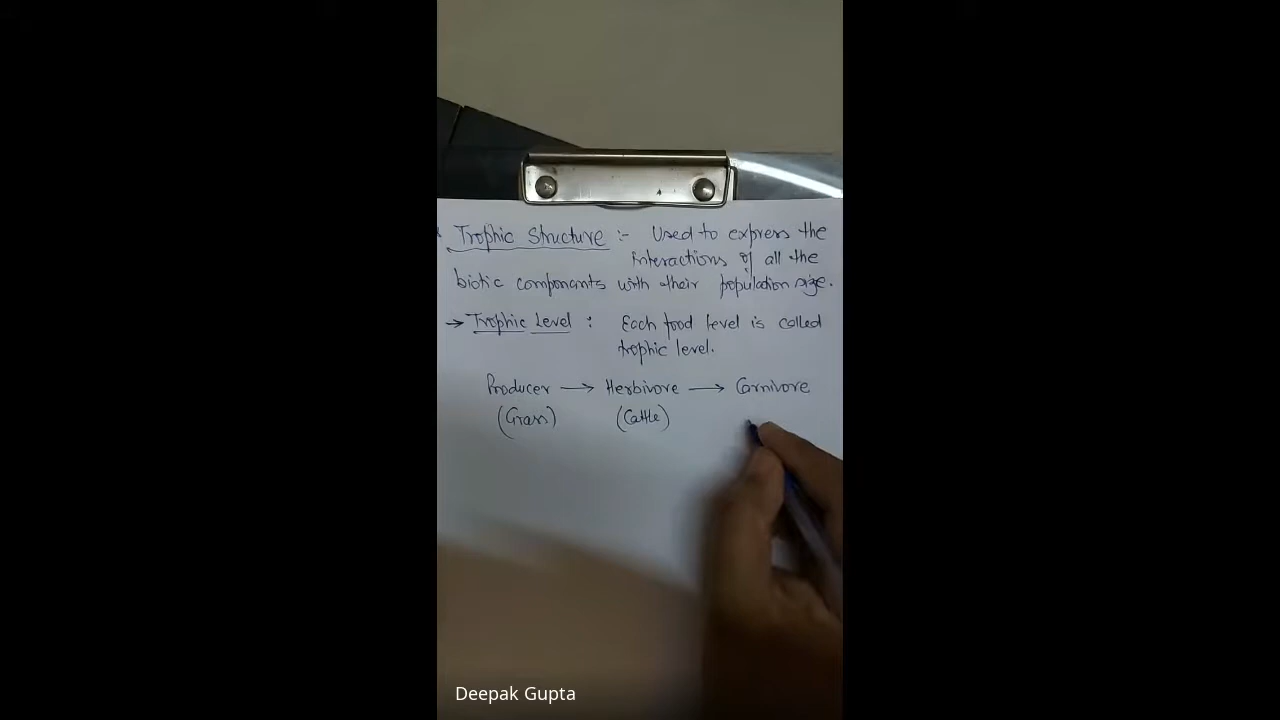 Trophic Structure :- Used to express the
interactions of all the
biotic components with their population size.
→ Trophic Level : Each food level is called
trophic level.
Producer → Herbivore → Carnivore
(Grass) (Cattle)
Deepak Gupta